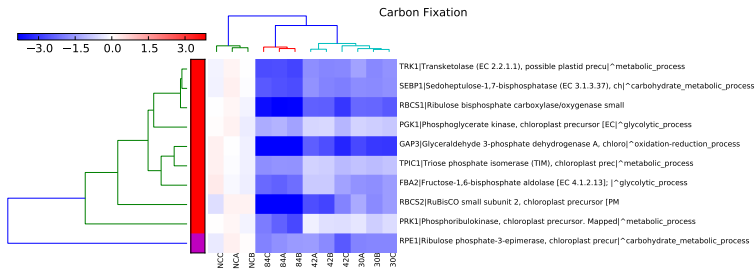 Carbon Fixation
−3.0 −1.5 0.0 1.5 3.0
TRK1|Transketolase (EC 2.2.1.1), possible plastid precu|^metabolic_process
SEBP1|Sedoheptulose-1,7-bisphosphatase (EC 3.1.3.37), ch|^carbohydrate_metabolic_process
RBCS1|Ribulose bisphosphate carboxylase/oxygenase small
PGK1|Phosphoglycerate kinase, chloroplast precursor [EC|^glycolytic_process
GAP3|Glyceraldehyde 3-phosphate dehydrogenase A, chlo|^oxidation-reduction_process
TPIC1|Triose phosphate isomerase (TIM), chloroplast prec|^metabolic_process
FBA2|Fructose-1,6-bisphosphate aldolase [EC 4.1.2.13]; |^glycolytic_process
RBCS2|RuBisCO small subunit 2, chloroplast precursor [PM
PRK1|Phosphoribulokinase, chloroplast precursor. Mapped|^metabolic_process
RPE1|Ribulose phosphate-3-epimerase, chloroplast precur|^carbohydrate_metabolic_process
NCC NCA NCB 84C 84A 84B 42A 42B 42C 30A 30B 30C